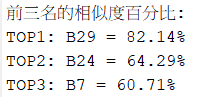 前三名的相似度百分比:
TOP1: B29 = 82.14%
TOP2: B24 = 64.29%
TOP3: B7 = 60.71%